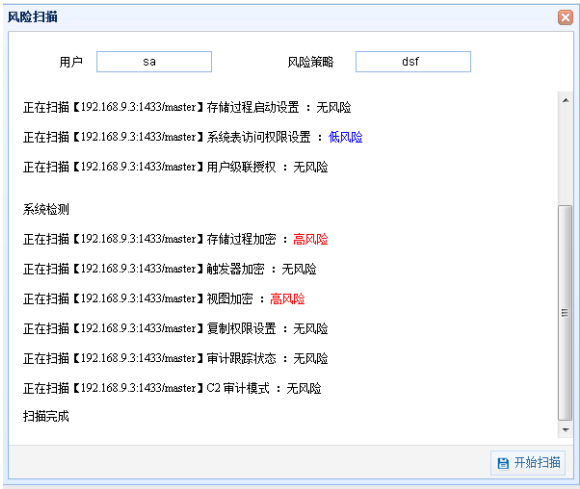 风险扫描
用户 sa 风险策略 dsf
正在扫描【192.168.9.3:1433/master】存储过程启动设置 : 无风险
正在扫描【192.168.9.3:1433/master】系统表访问权限设置 : 低风险
正在扫描【192.168.9.3:1433/master】用户级联授权 : 无风险
系统检测
正在扫描【192.168.9.3:1433/master】存储过程加密 : 高风险
正在扫描【192.168.9.3:1433/master】触发器加密 : 无风险
正在扫描【192.168.9.3:1433/master】视图加密 : 高风险
正在扫描【192.168.9.3:1433/master】复制权限设置 : 无风险
正在扫描【192.168.9.3:1433/master】审计跟踪状态 : 无风险
正在扫描【192.168.9.3:1433/master】C2 审计模式 : 无风险
扫描完成
开始扫描